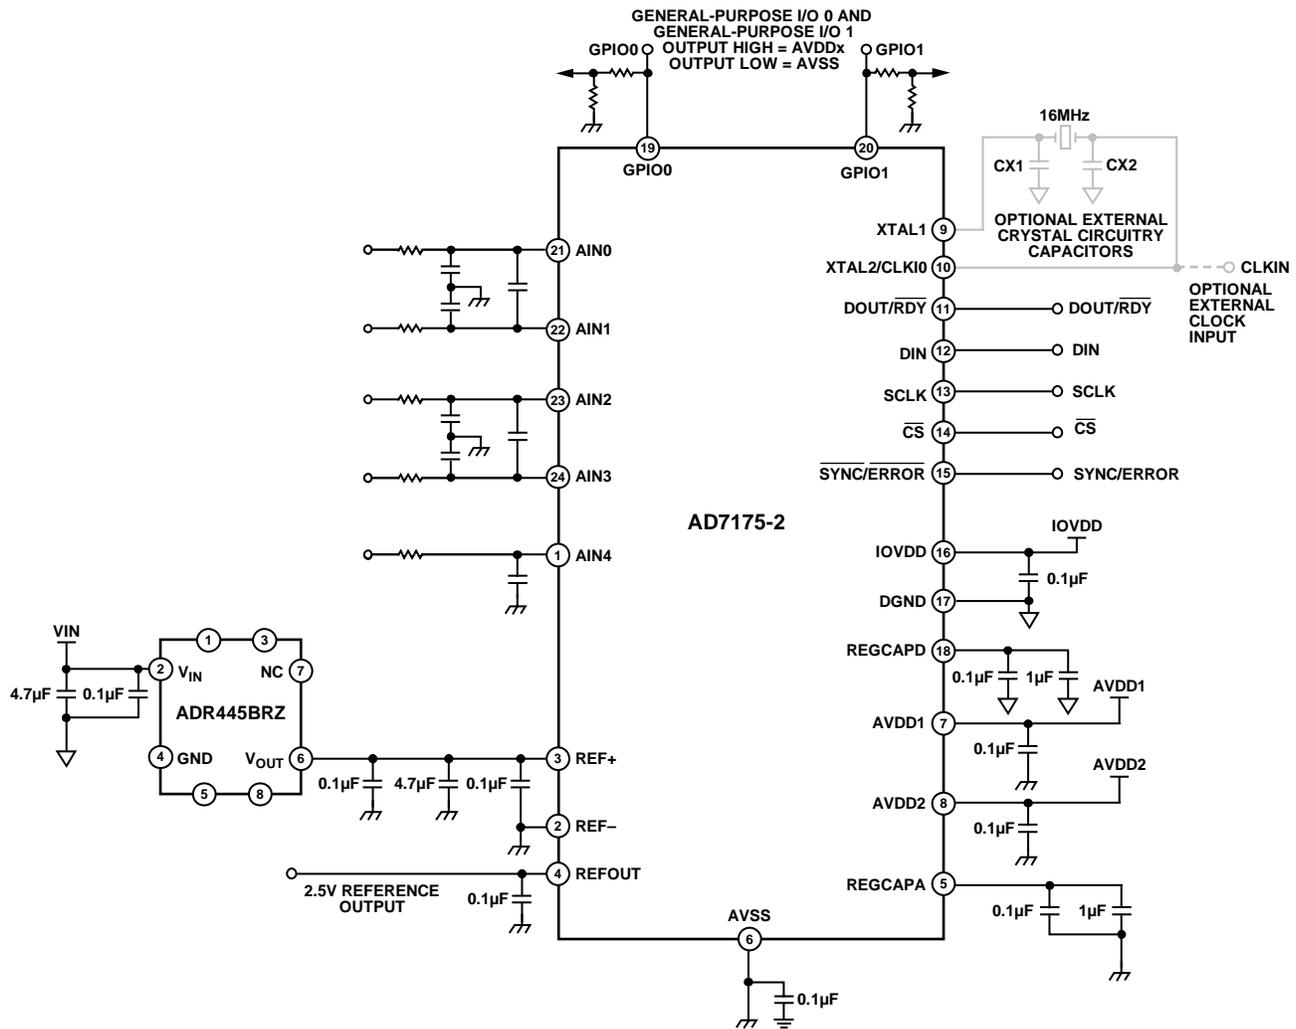 GENERAL-PURPOSE I/O 0 AND
GENERAL-PURPOSE I/O 1
OUTPUT HIGH = AVDDx
OUTPUT LOW = AVSS
GPIO0
GPIO1
19
GPIO0
20
GPIO1
16MHz
CX1
CX2
OPTIONAL EXTERNAL
CRYSTAL CIRCUITRY
CAPACITORS
XTAL1
9
XTAL2/CLKI0
10
CLKIN
OPTIONAL
EXTERNAL
CLOCK
INPUT
21
AIN0
22
AIN1
23
AIN2
24
AIN3
1
AIN4
DOUT/RDY
11
DOUT/RDY
DIN
12
DIN
SCLK
13
SCLK
CS
14
CS
SYNC/ERROR
15
SYNC/ERROR
AD7175-2
IOVDD
IOVDD
16
0.1µF
DGND
17
REGCAPD
18
0.1µF
1µF
AVDD1
AVDD1
7
0.1µF
AVDD2
AVDD2
8
0.1µF
REGCAPA
5
0.1µF
1µF
VIN
4.7µF
0.1µF
1
3
2
VIN
NC
7
ADR445BRZ
4
GND
VOUT
6
5
8
0.1µF
4.7µF
0.1µF
3
REF+
2
REF–
4
REFOUT
2.5V REFERENCE
OUTPUT
0.1µF
AVSS
6
0.1µF